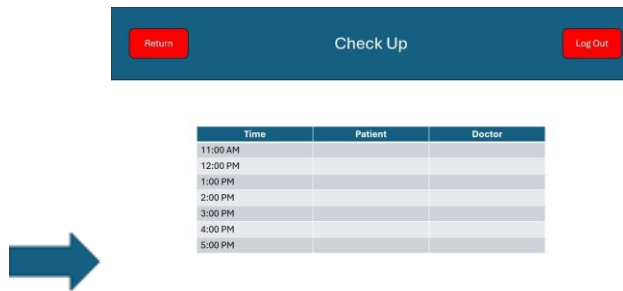 Return Check Up Log Out
Time Patient Doctor
11:00 AM
12:00 PM
1:00 PM
2:00 PM
3:00 PM
4:00 PM
5:00 PM